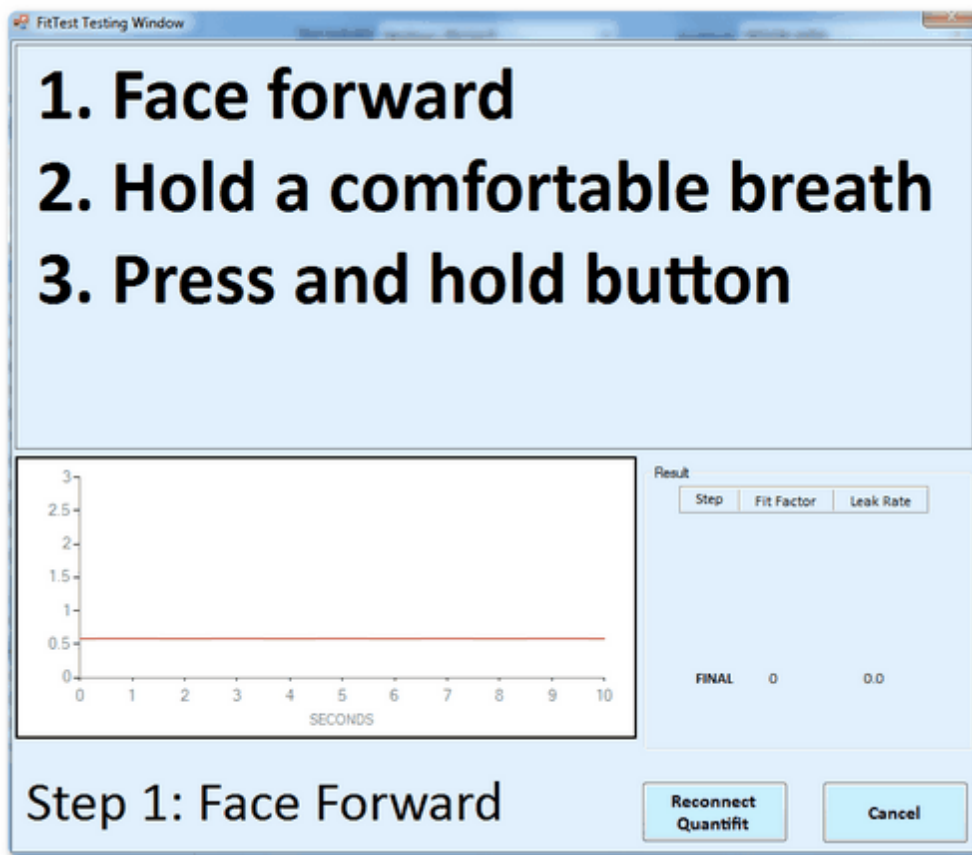 FitTest Testing Window
1. Face forward
2. Hold a comfortable breath
3. Press and hold button
3
2.5
2
1.5
1
0.5
0
0 1 2 3 4 5 6 7 8 9 10
SECONDS
Result
Step Fit Factor Leak Rate
FINAL 0 0.0
Step 1: Face Forward
Reconnect
Quantifit
Cancel